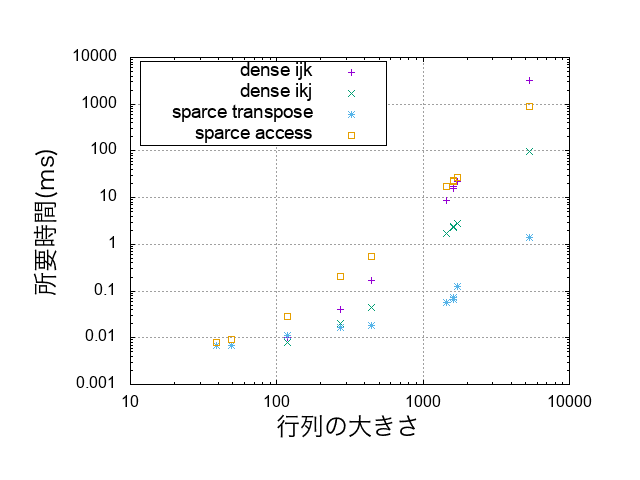 10000
1000
100
10
1
0.1
0.01
0.001
dense ijk
dense ikj
sparce transpose
sparce access
所要時間(ms)
10 100 1000 10000
行列の大きさ